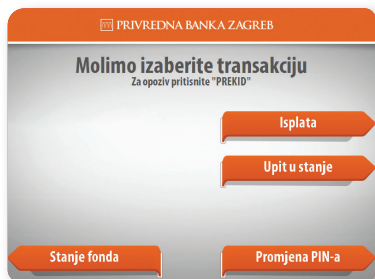 PRIVREDNA BANKA ZAGREB
Molimo izaberite transakciju
Za opoziv pritisnite "PREKID"
Isplata
Upit u stanje
Stanje fonda
Promjena PIN-a